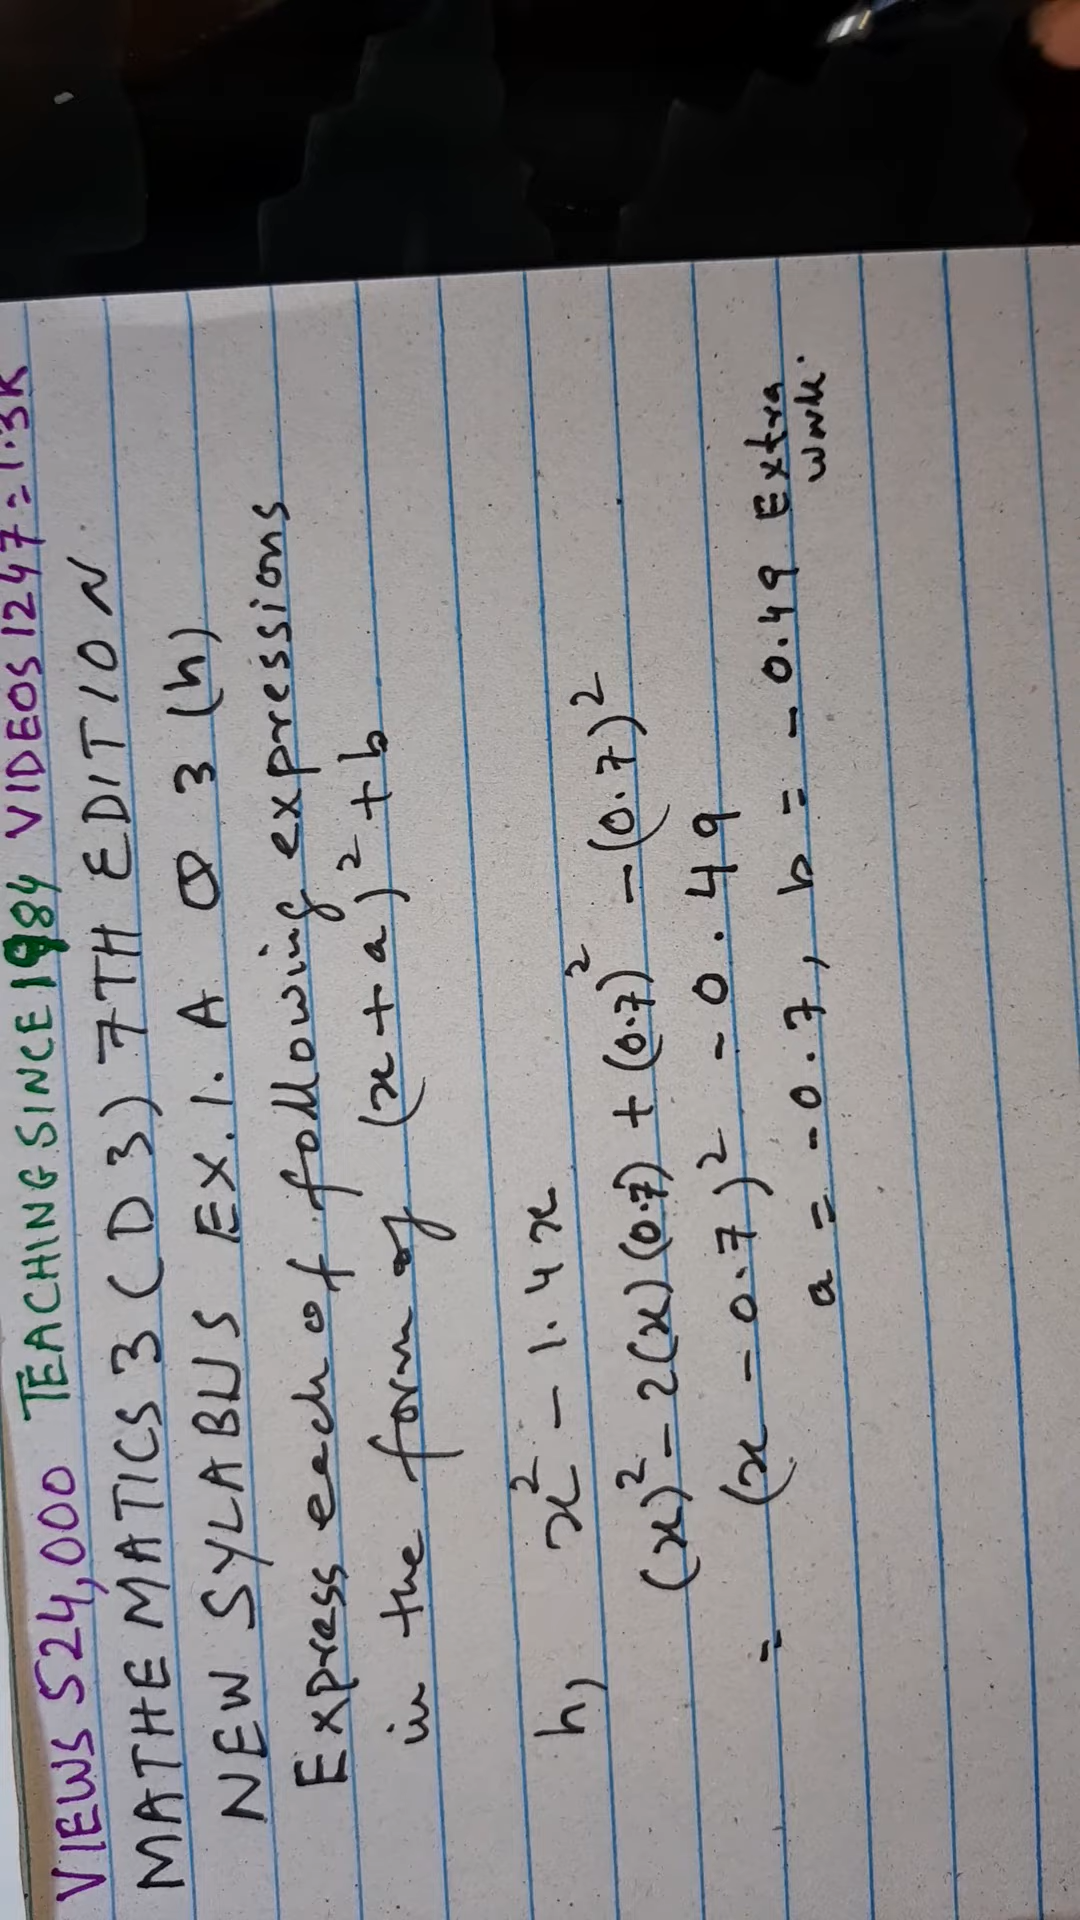 VIEWS 524,000 TEACHING SINCE 1984 VIDEOS 1247 = 1.3K
MATHEMATICS 3 (D3) 7TH EDITION
NEW SYLABUS EX.1.A Q 3 (h)
Express each of following expressions
in the form of (x + a)² + b
h, x² - 1.4x
(x)² - 2(x)(0.7) + (0.7)² - (0.7)²
= (x - 0.7)² - 0.49
a = -0.7, b = -0.49 Extra
work.